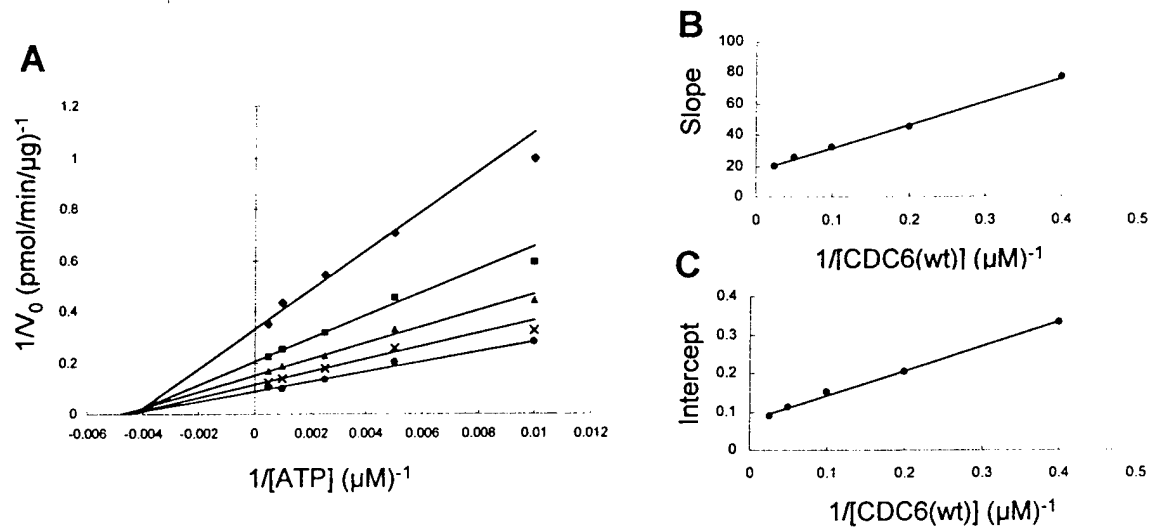 A
1/V0 (pmol/min/µg)-1
1.2
1
0.8
0.6
0.4
0.2
0
-0.006 -0.004 -0.002 0 0.002 0.004 0.006 0.008 0.01 0.012
1/[ATP] (µM)-1
B
Slope
100
80
60
40
20
0
0 0.1 0.2 0.3 0.4 0.5
1/[CDC6(wt)] (µM)-1
C
Intercept
0.4
0.3
0.2
0.1
0
0 0.1 0.2 0.3 0.4 0.5
1/[CDC6(wt)] (µM)-1